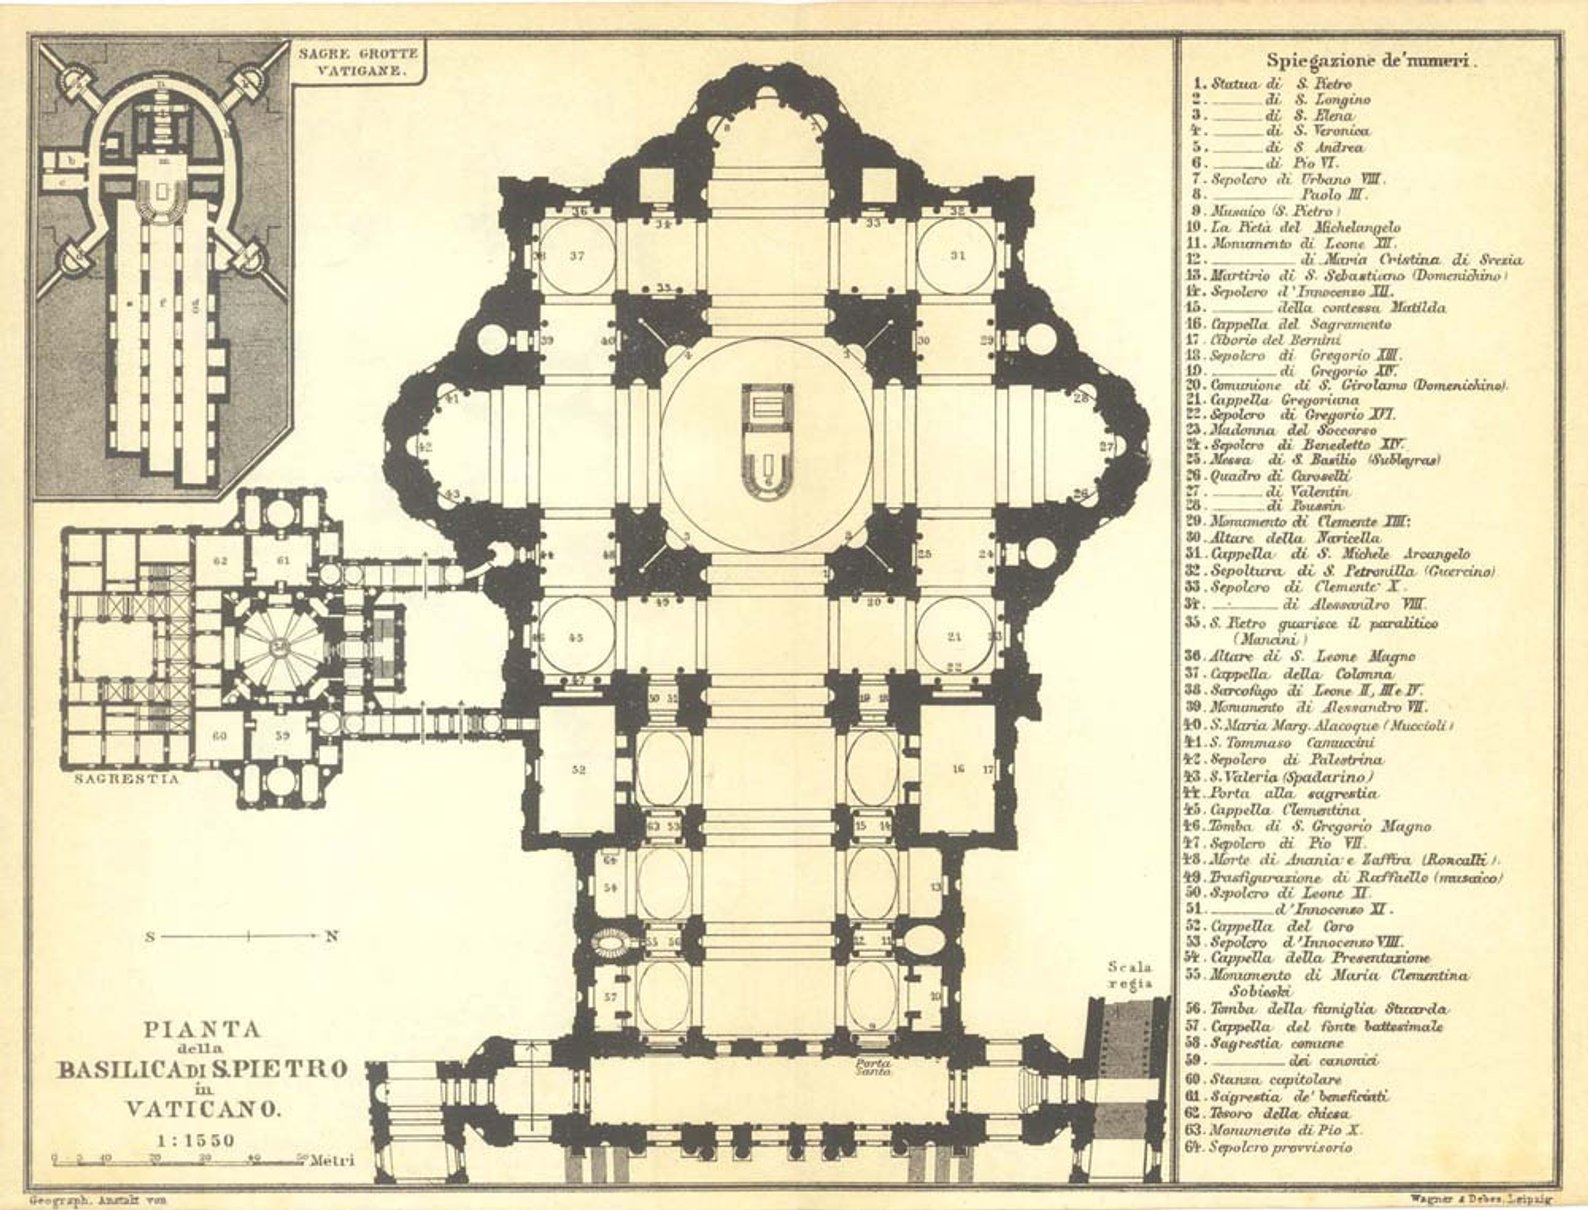 SAGRE GROTTE
VATICANE.
SAGRESTIA
S N
PIANTA
della
BASILICA DI S. PIETRO
in
VATICANO.
1:1550
0 5 10 20 30 40 50 Metri
Scala
regia
Porta
Santa
Spiegazione de' numeri.
1. Statua di S. Pietro
2. ——— di S. Longino
3. ——— di S. Elena
4. ——— di S. Veronica
5. ——— di S Andrea
6. ——— di Pio VI.
7. Sepolcro di Urbano VIII.
8. ——— Paolo III.
9. Musaico (S. Pietro)
10. La Pietà del Michelangelo
11. Monumento di Leone XII.
12. ——— di Maria Cristina di Svezia
13. Martirio di S. Sebastiano (Domenichino)
14. Sepolcro d'Innocenzo XII.
15. ——— della contessa Matilda
16. Cappella del Sagramento
17. Ciborio del Bernini
18. Sepolcro di Gregorio XIII.
19. ——— di Gregorio XIV.
20. Comunione di S. Girolamo (Domenichino).
21. Cappella Gregoriana
22. Sepolcro di Gregorio XVI.
23. Madonna del Soccorso
24. Sepolcro di Benedetto XIV.
25. Messa di S. Basilio (Subleyras)
26. Quadro di Caroselli
27. ——— di Valentin
28. ——— di Poussin
29. Monumento di Clemente XIII:
30. Altare della Navicella
31. Cappella di S. Michele Arcangelo
32. Sepoltura di S. Petronilla (Guercino).
33. Sepolcro di Clemente X.
34. ——— di Alessandro VIII.
35. S. Pietro guarisce il paralitico
(Mancini)
36. Altare di S. Leone Magno
37. Cappella della Colonna
38. Sarcofago di Leone II, III e IV.
39. Monumento di Alessandro VII.
40. S. Maria Marg. Alacoque (Muccioli)
41. S. Tommaso Camuccini
42. Sepolcro di Palestrina
43. S. Valeria (Spadarino)
44. Porta alla sagrestia
45. Cappella Clementina
46. Tomba di S. Gregorio Magno
47. Sepolcro di Pio VII.
48. Morte di Anania e Zaffira (Roncalli).
49. Trasfigurazione di Raffaello (musaico)
50. Sepolcro di Leone XI.
51. ——— d'Innocenzo XI.
52. Cappella del Coro
53. Sepolcro d'Innocenzo VIII.
54. Cappella della Presentazione
55. Monumento di Maria Clementina
Sobieski
56. Tomba della famiglia Stuarda
57. Cappella del fonte battesimale
58. Sagrestia comune
59. ——— dei canonici
60. Stanza capitolare
61. Sagrestia de' beneficiati
62. Tesoro della chiesa
63. Monumento di Pio X.
64. Sepolcro provvisorio
Geograph. Anstalt von
Wagner & Debes, Leipzig